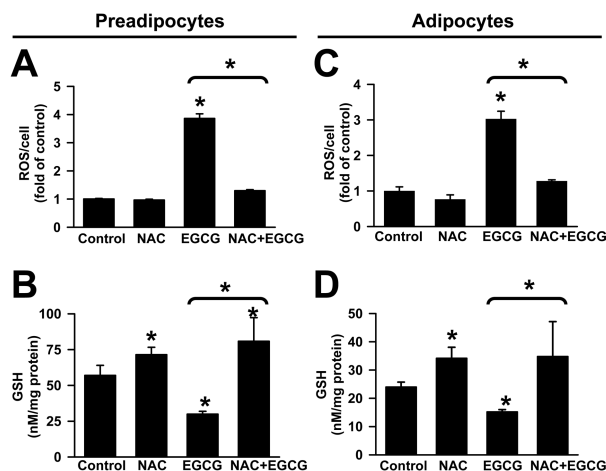 Preadipocytes
Adipocytes
A
*
*
ROS/cell
(fold of control)
5
4
3
2
1
0
Control NAC EGCG NAC+EGCG
C
*
*
ROS/cell
(fold of control)
4
3
2
1
0
Control NAC EGCG NAC+EGCG
B
*
*
*
*
GSH
(nM/mg protein)
100
75
50
25
0
Control NAC EGCG NAC+EGCG
D
*
*
*
GSH
(nM/mg protein)
50
40
30
20
10
0
Control NAC EGCG NAC+EGCG